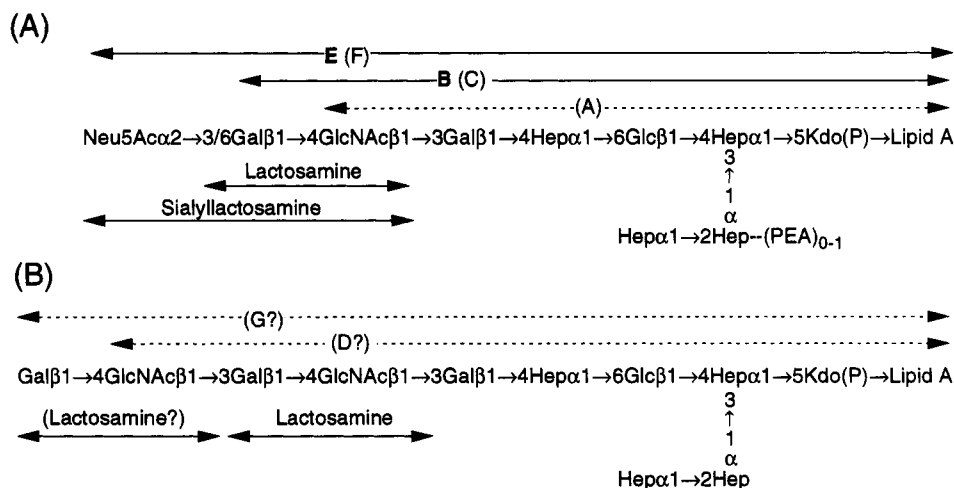 (A)
E (F)
B (C)
(A)
Neu5Acα2→3/6Galβ1→4GlcNAcβ1→3Galβ1→4Hepα1→6Glcβ1→4Hepα1→5Kdo(P)→Lipid A
Lactosamine
3
↑
Sialyllactosamine
1
α
Hepα1→2Hep--(PEA)0-1
(B)
(G?)
(D?)
Galβ1→4GlcNAcβ1→3Galβ1→4GlcNAcβ1→3Galβ1→4Hepα1→6Glcβ1→4Hepα1→5Kdo(P)→Lipid A
(Lactosamine?) Lactosamine
3
↑
1
α
Hepα1→2Hep